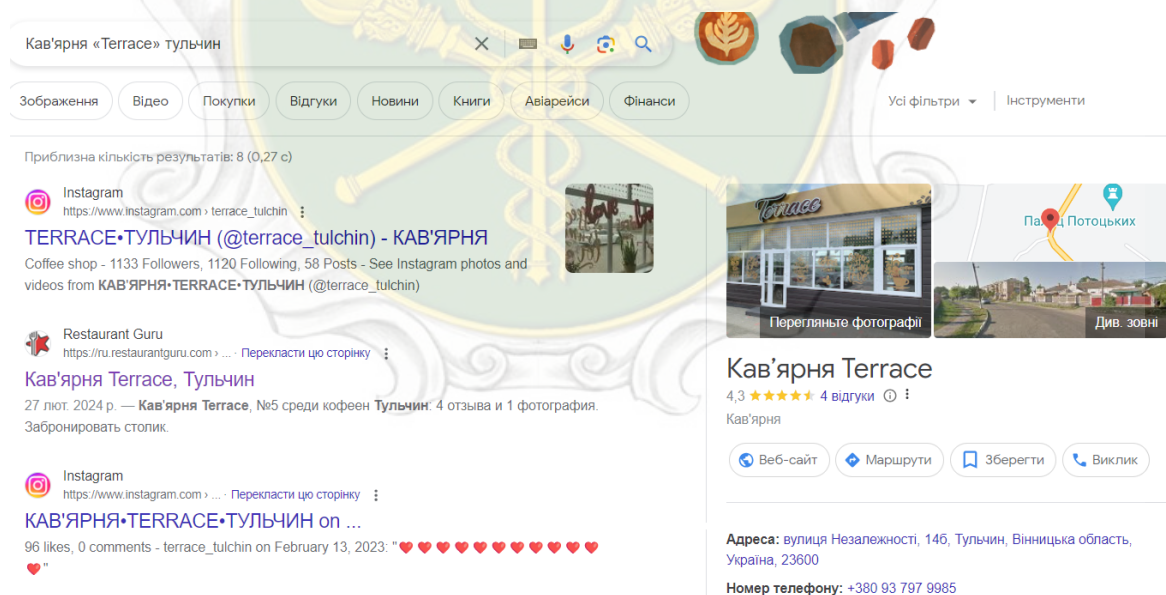 Кав'ярня «Terrace» тульчин
Зображення Відео Покупки Відгуки Новини Книги Авіарейси Фінанси Усі фільтри Інструменти
Приблизна кількість результатів: 8 (0,27 с)
Instagram
https://www.instagram.com › terrace_tulchin
TERRACE•ТУЛЬЧИН (@terrace_tulchin) - КАВ'ЯРНЯ
Coffee shop - 1133 Followers, 1120 Following, 58 Posts - See Instagram photos and
videos from КАВ'ЯРНЯ•TERRACE•ТУЛЬЧИН (@terrace_tulchin)
Restaurant Guru
https://ru.restaurantguru.com › ... · Перекласти цю сторінку
Кав'ярня Terrace, Тульчин
27 лют. 2024 р. — Кав'ярня Terrace, №5 среди кофеен Тульчин: 4 отзыва и 1 фотография.
Забронировать столик.
Instagram
https://www.instagram.com › ... · Перекласти цю сторінку
КАВ'ЯРНЯ•TERRACE•ТУЛЬЧИН on ...
96 likes, 0 comments - terrace_tulchin on February 13, 2023: "❤️❤️❤️❤️❤️❤️❤️❤️❤️❤️❤️
❤️"
Terrace
Перегляньте фотографії
Палац Потоцьких
Див. зовні
Кав’ярня Terrace
4,3 4 відгуки
Кав'ярня
Веб-сайт Маршрути Зберегти Виклик
Адреса: вулиця Незалежності, 14б, Тульчин, Вінницька область,
Україна, 23600
Номер телефону: +380 93 797 9985